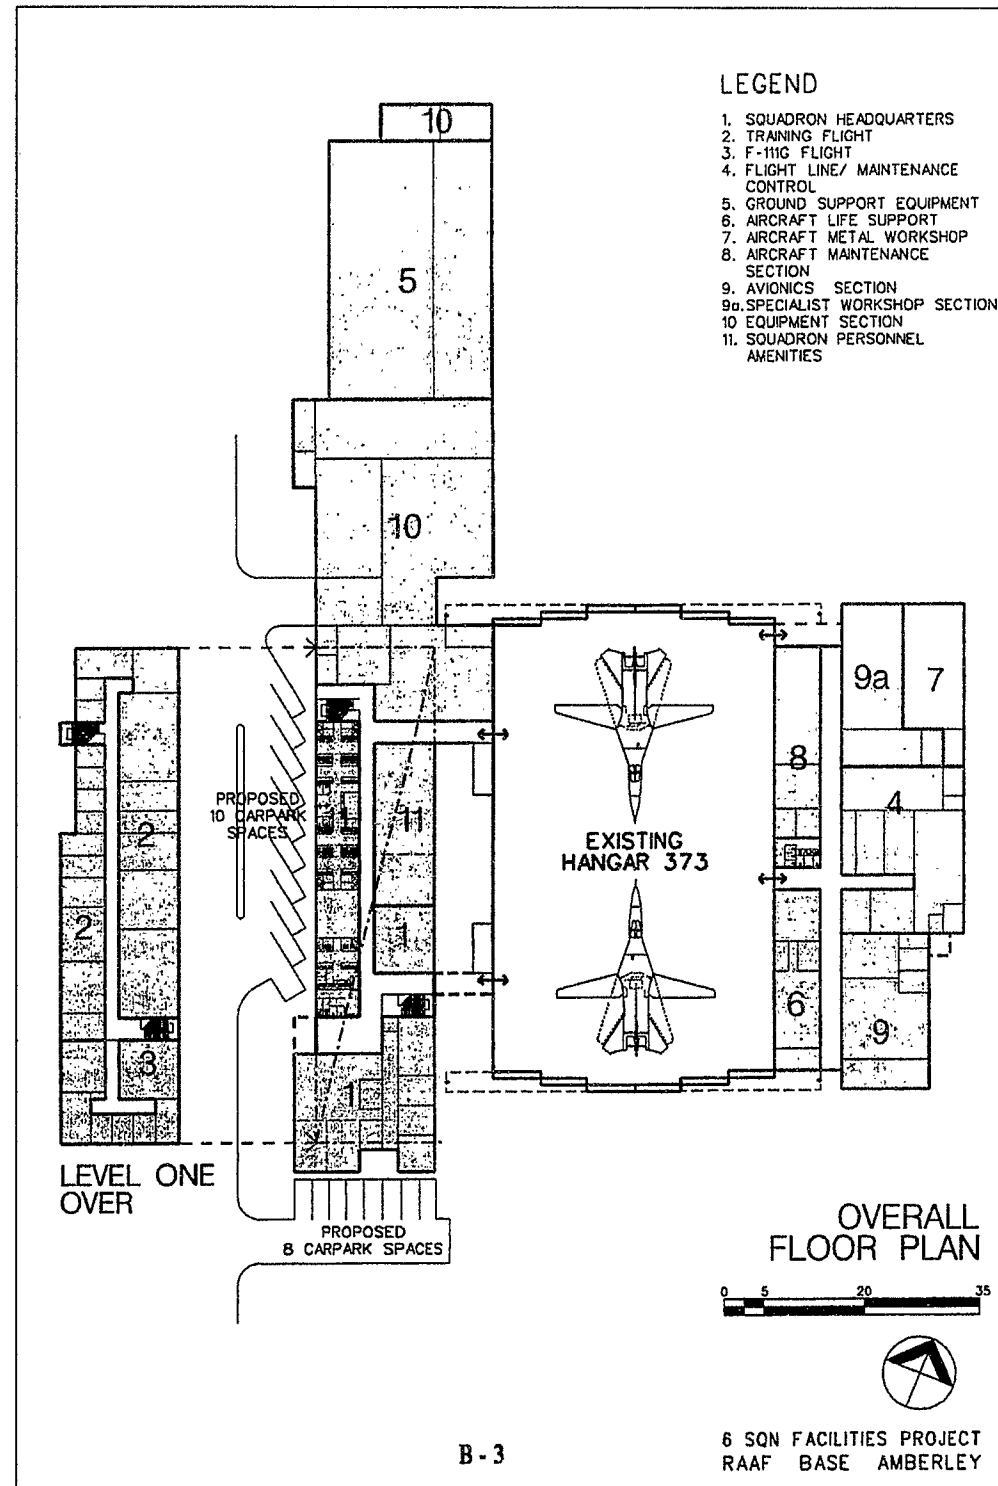 LEGEND
1. SQUADRON HEADQUARTERS
2. TRAINING FLIGHT
3. F-111G FLIGHT
4. FLIGHT LINE/ MAINTENANCE
CONTROL
5. GROUND SUPPORT EQUIPMENT
6. AIRCRAFT LIFE SUPPORT
7. AIRCRAFT METAL WORKSHOP
8. AIRCRAFT MAINTENANCE
SECTION
9. AVIONICS SECTION
9a. SPECIALIST WORKSHOP SECTION
10 EQUIPMENT SECTION
11. SQUADRON PERSONNEL
AMENITIES
10
5
10
9a
7
8
4
PROPOSED
10 CARPARK
SPACES
2
11
11
EXISTING
HANGAR 373
2
1
6
9
3
1
LEVEL ONE
OVER
PROPOSED
8 CARPARK SPACES
OVERALL
FLOOR PLAN
0 5 20 35
B-3
6 SQN FACILITIES PROJECT
RAAF BASE AMBERLEY